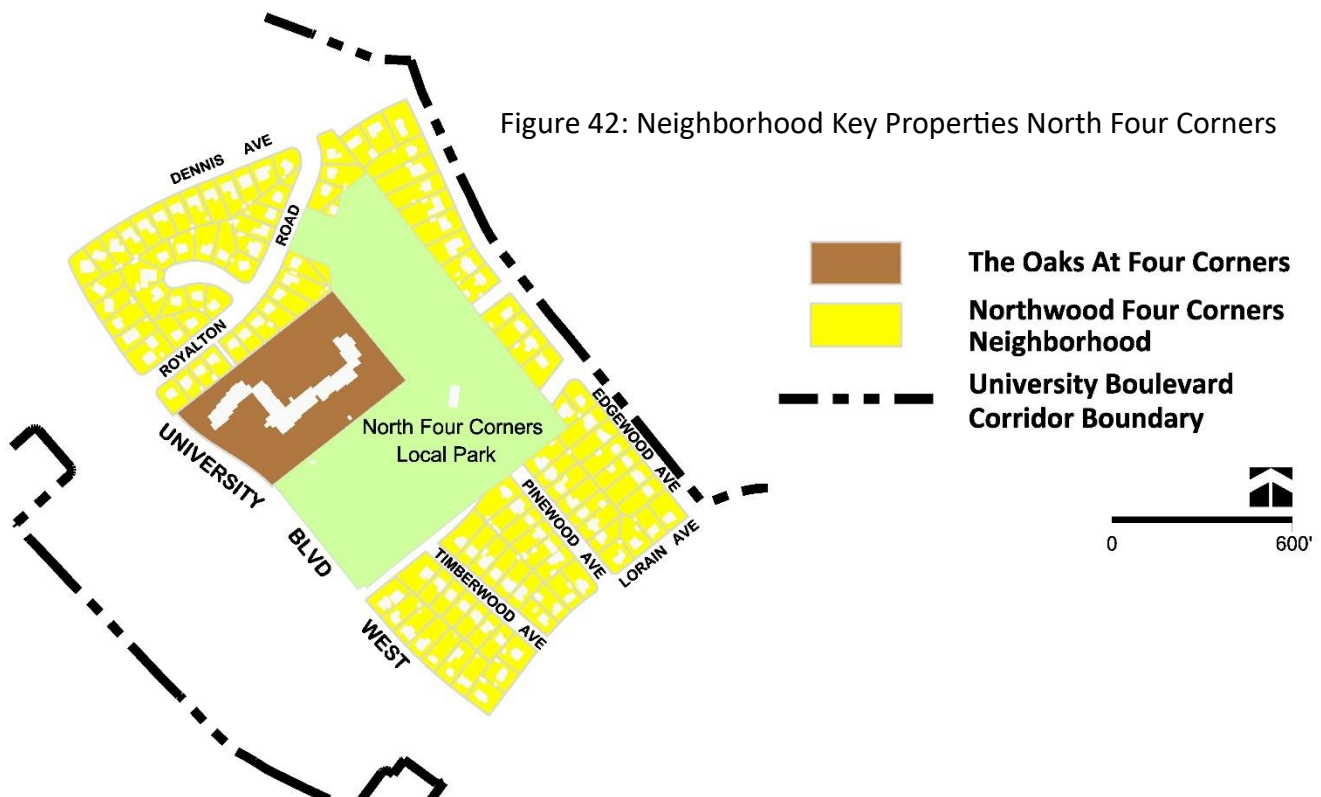 Figure 42: Neighborhood Key Properties North Four Corners
DENNIS AVE
ROAD
ROYALTON
UNIVERSITY
BLVD
WEST
North Four Corners
Local Park
EDGEWOOD AVE
PINEWOOD AVE
LORAIN AVE
TIMBERWOOD AVE
The Oaks At Four Corners
Northwood Four Corners
Neighborhood
University Boulevard
Corridor Boundary
0 600'